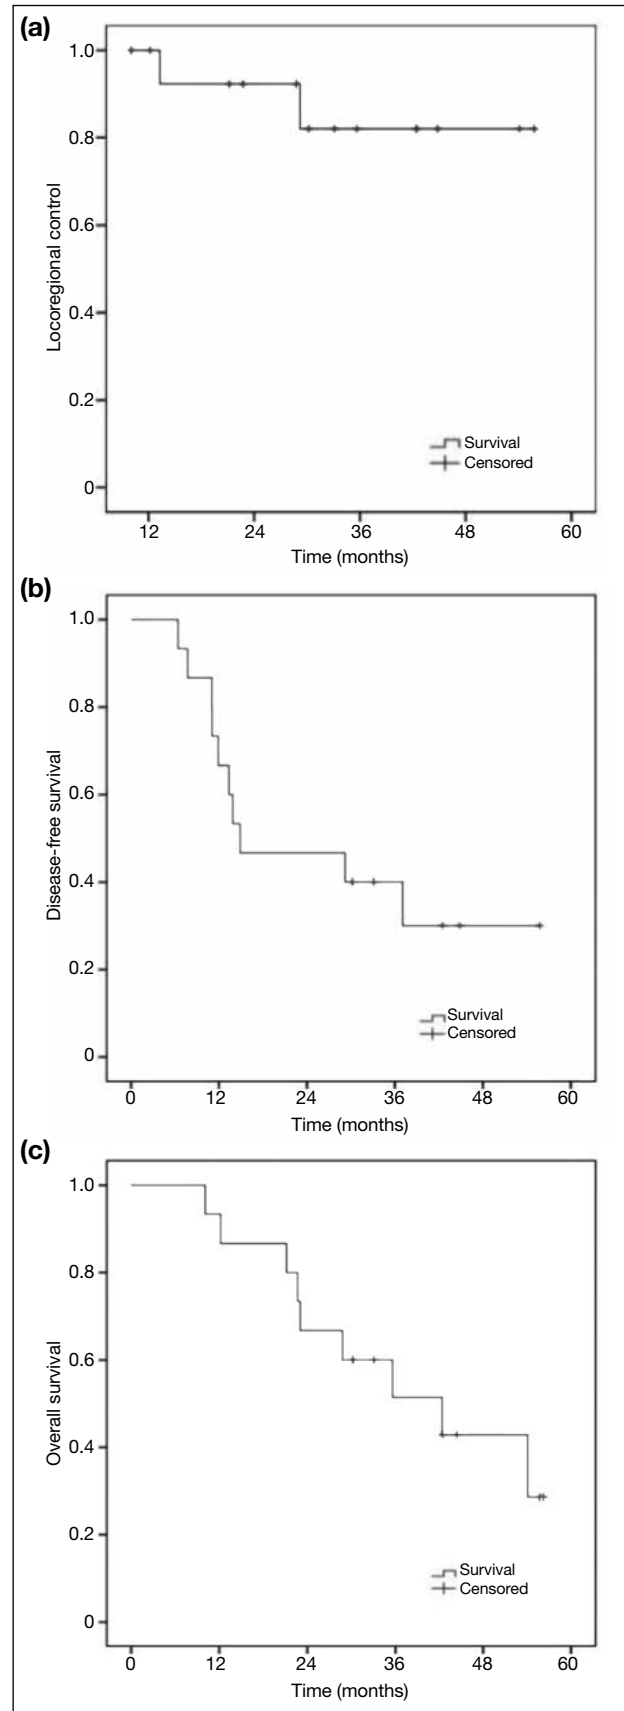 (a)
1.0
0.8
0.6
0.4
0.2
0
Locoregional control
Survival
Censored
12 24 36 48 60
Time (months)
(b)
1.0
0.8
0.6
0.4
0.2
0
Disease-free survival
Survival
Censored
0 12 24 36 48 60
Time (months)
(c)
1.0
0.8
0.6
0.4
0.2
0
Overall survival
Survival
Censored
0 12 24 36 48 60
Time (months)